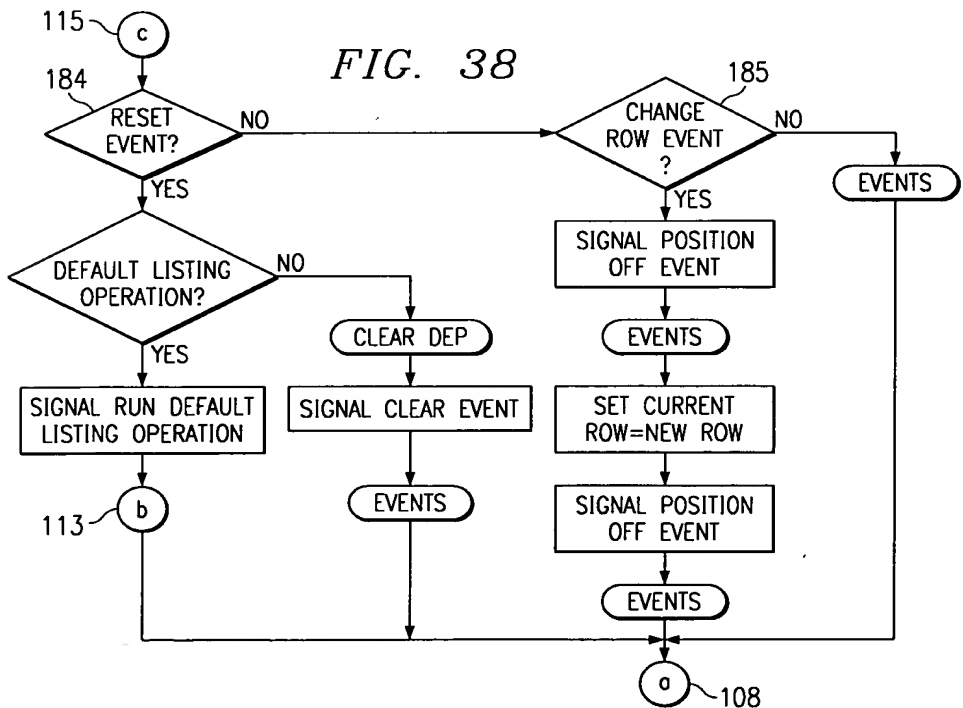 115
c
FIG. 38
184
RESET
EVENT?
NO
YES
185
CHANGE
ROW EVENT
?
NO
EVENTS
YES
DEFAULT LISTING
OPERATION?
NO
YES
CLEAR DEP
SIGNAL CLEAR EVENT
EVENTS
SIGNAL RUN DEFAULT
LISTING OPERATION
113
b
SIGNAL POSITION
OFF EVENT
EVENTS
SET CURRENT
ROW=NEW ROW
SIGNAL POSITION
OFF EVENT
EVENTS
a
108